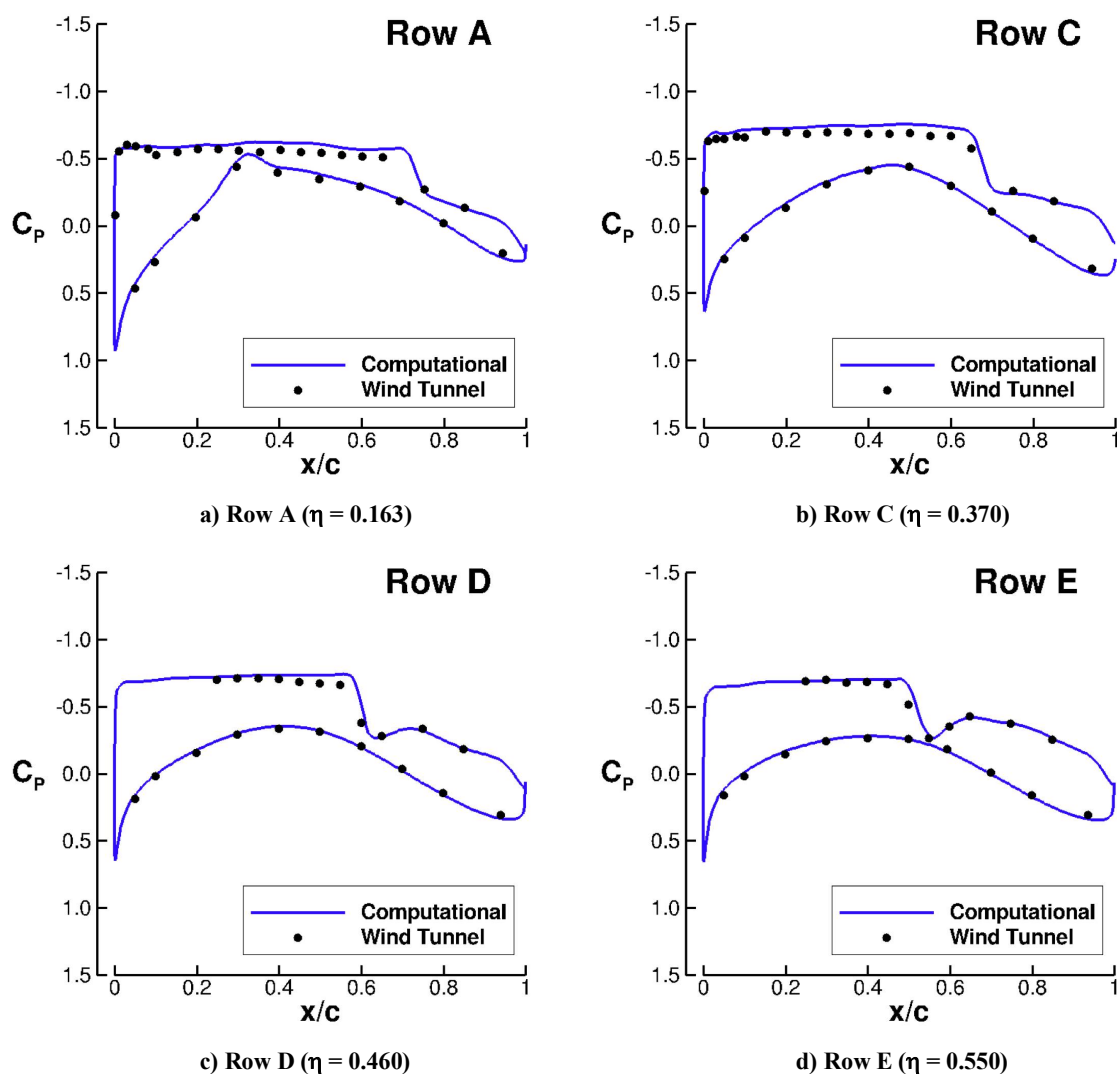 Row A
-1.5
-1.0
-0.5
0.0
0.5
1.0
1.5
C_P
Computational
Wind Tunnel
0 0.2 0.4 0.6 0.8 1
x/c
a) Row A (η = 0.163)
Row C
-1.5
-1.0
-0.5
0.0
0.5
1.0
1.5
C_P
Computational
Wind Tunnel
0 0.2 0.4 0.6 0.8 1
x/c
b) Row C (η = 0.370)
Row D
-1.5
-1.0
-0.5
0.0
0.5
1.0
1.5
C_P
Computational
Wind Tunnel
0 0.2 0.4 0.6 0.8 1
x/c
c) Row D (η = 0.460)
Row E
-1.5
-1.0
-0.5
0.0
0.5
1.0
1.5
C_P
Computational
Wind Tunnel
0 0.2 0.4 0.6 0.8 1
x/c
d) Row E (η = 0.550)